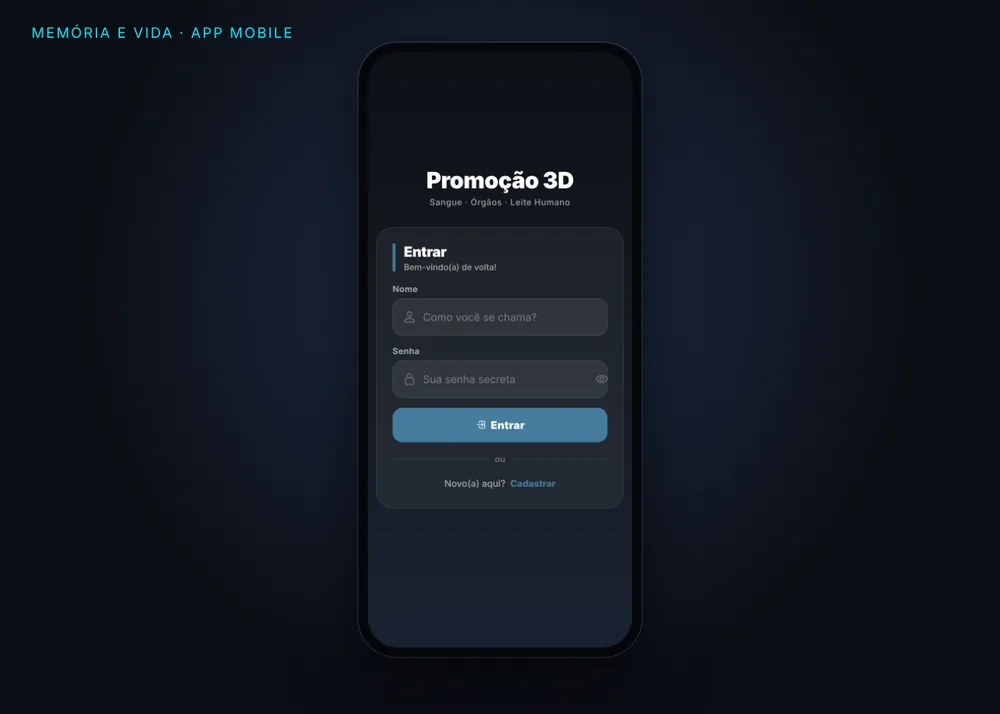 MEMÓRIA E VIDA · APP MOBILE
Promoção 3D
Sangue · Órgãos · Leite Humano
Entrar
Bem-vindo(a) de volta!
Nome
Como você se chama?
Senha
Sua senha secreta
Entrar
ou
Novo(a) aqui? Cadastrar